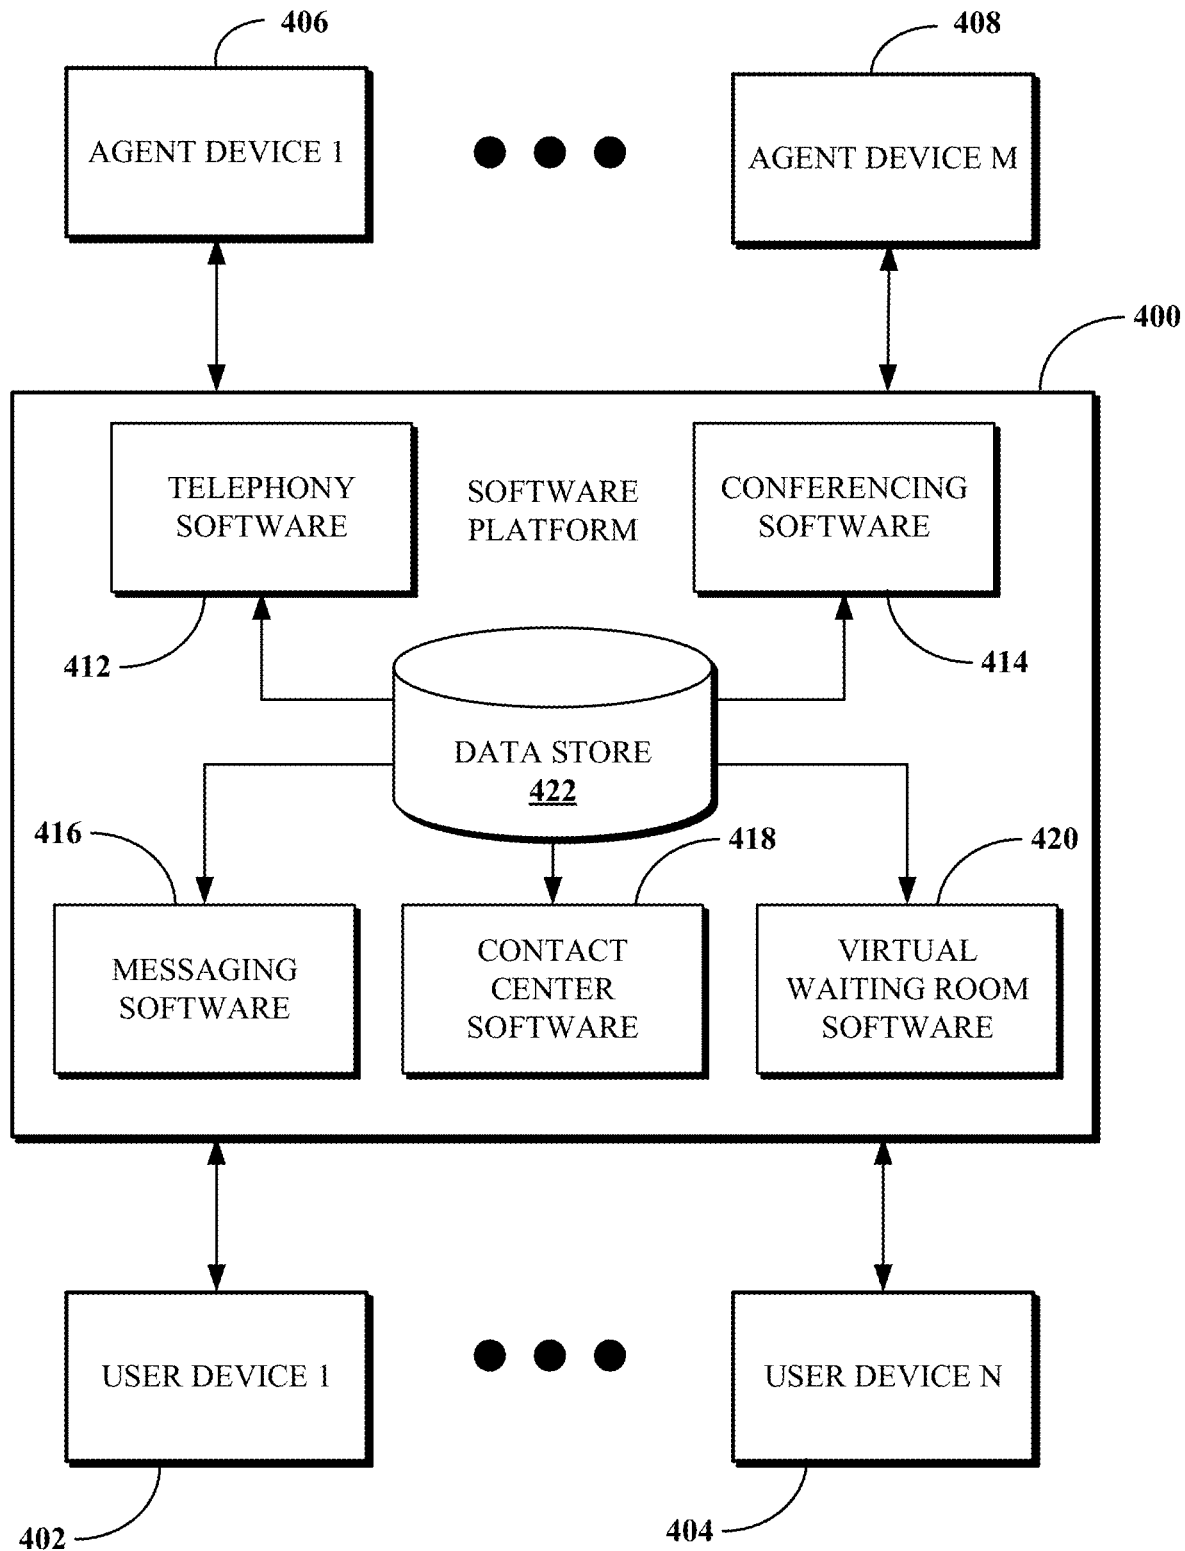 406
408
AGENT DEVICE 1
AGENT DEVICE M
400
TELEPHONY
SOFTWARE
SOFTWARE
PLATFORM
CONFERENCING
SOFTWARE
412
414
DATA STORE
422
416
418
420
MESSAGING
SOFTWARE
CONTACT
CENTER
SOFTWARE
VIRTUAL
WAITING ROOM
SOFTWARE
USER DEVICE 1
USER DEVICE N
402
404